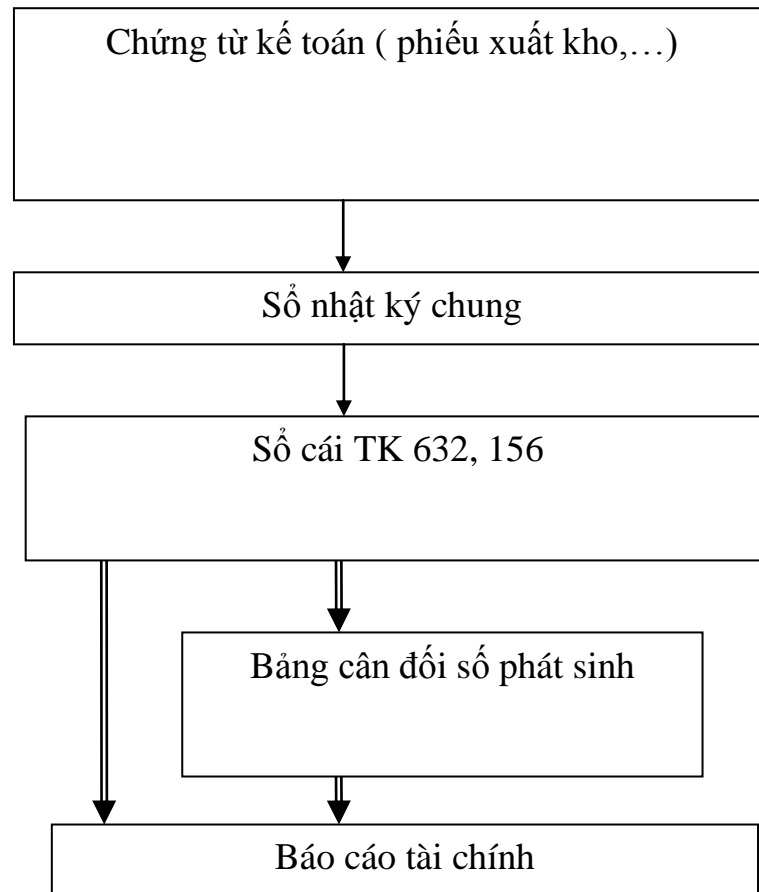 Chứng từ kế toán ( phiếu xuất kho,…)
Sổ nhật ký chung
Sổ cái TK 632, 156
Bảng cân đối số phát sinh
Báo cáo tài chính